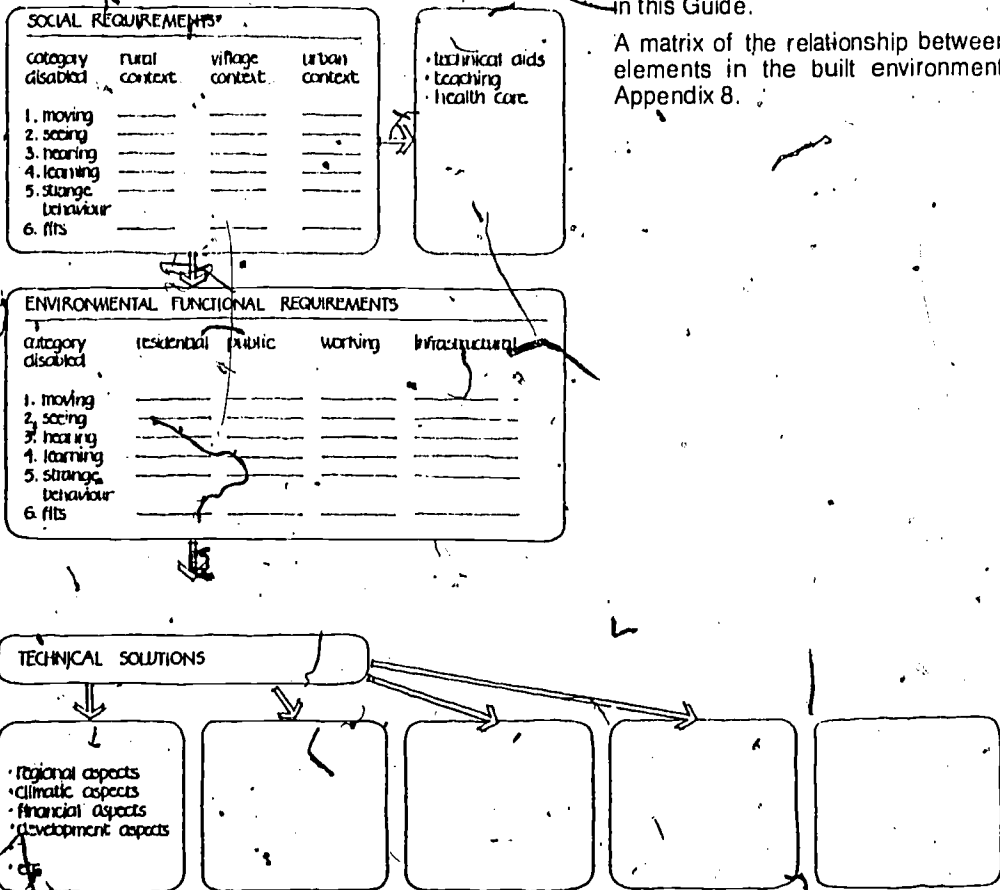 SOCIAL REQUIREMENTS
category disabled rural context village context urban context
1. moving
2. seeing
3. hearing
4. learning
5. strange behaviour
6. fits
· technical aids
· teaching
· health care
in this Guide.
A matrix of the relationship between
elements in the built environment
Appendix 8.
ENVIRONMENTAL FUNCTIONAL REQUIREMENTS
category disabled residential public working infrastructural
1. moving
2. seeing
3. hearing
4. learning
5. strange behaviour
6. fits
TECHNICAL SOLUTIONS
· regional aspects
· climatic aspects
· financial aspects
· development aspects
· etc.